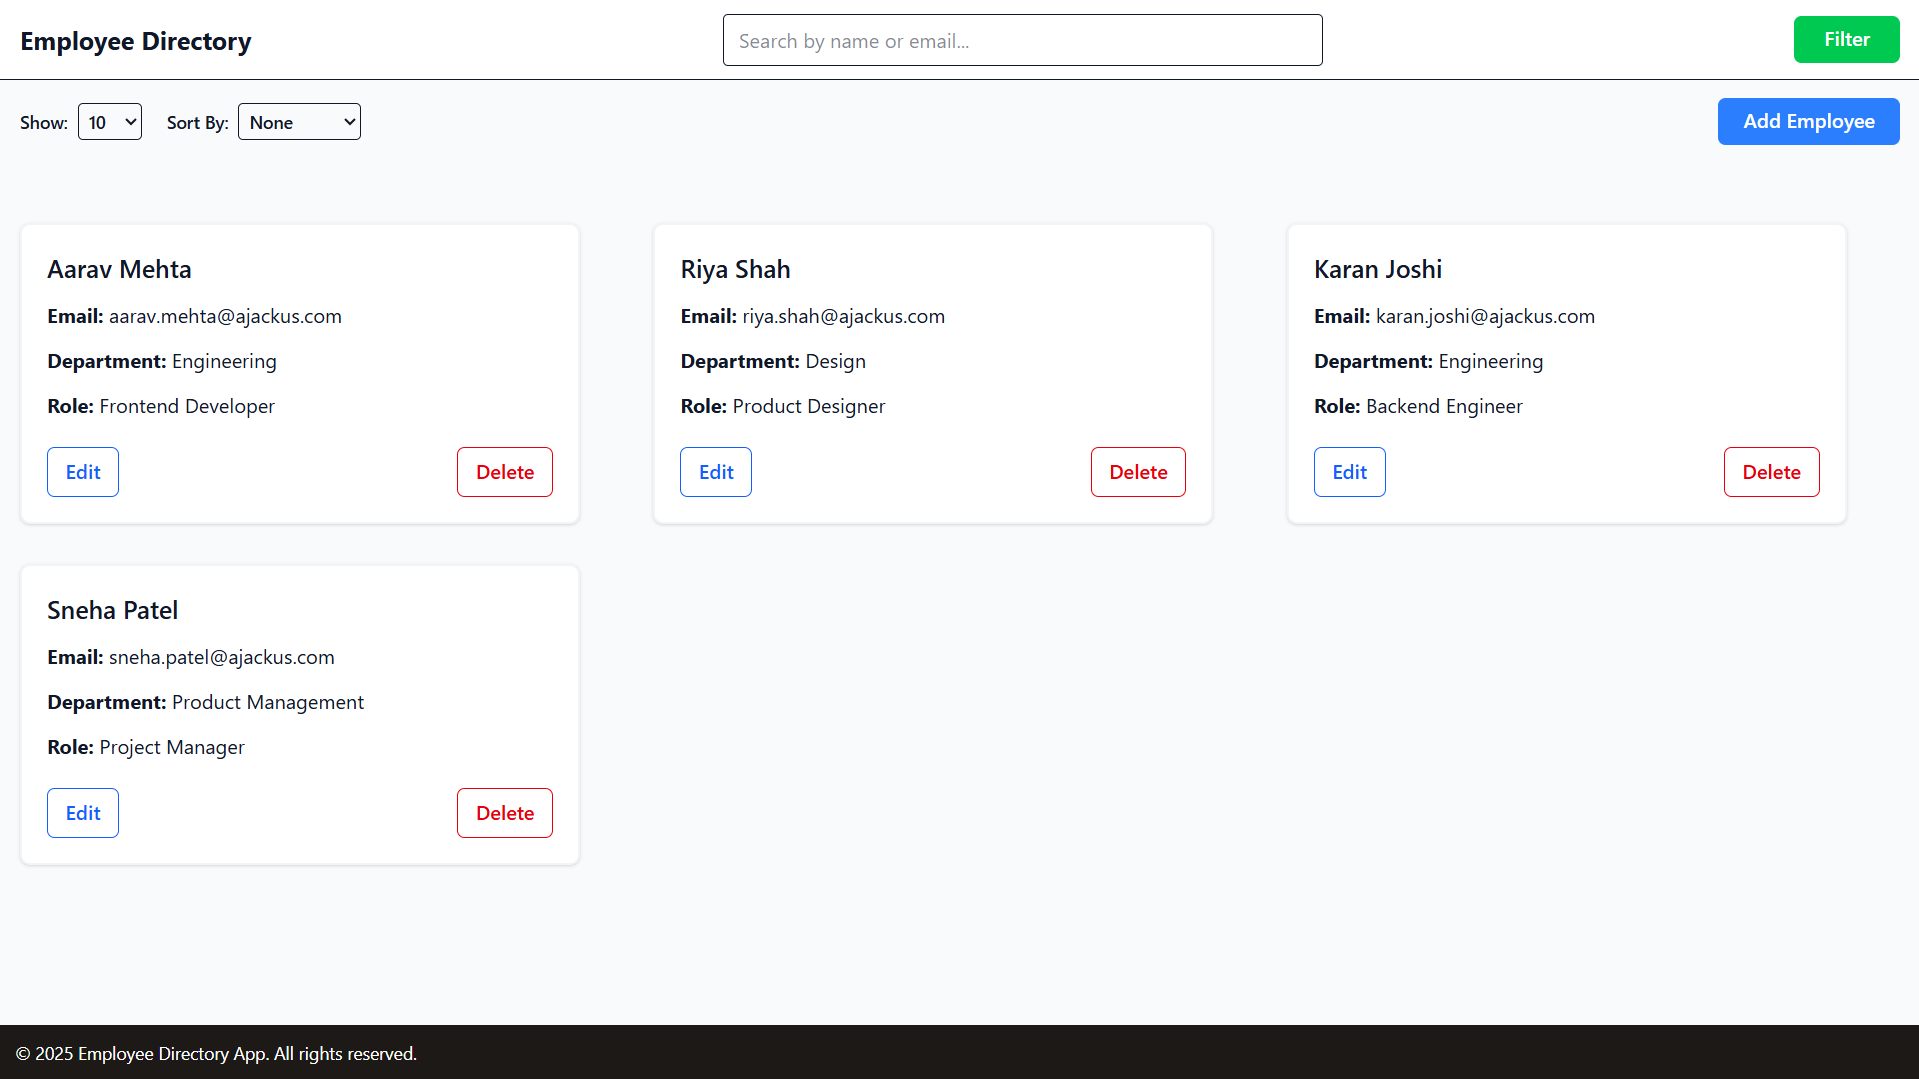 Employee Directory
Search by name or email...
Filter
Show: 10 Sort By: None
Add Employee
Aarav Mehta
Email: aarav.mehta@ajackus.com
Department: Engineering
Role: Frontend Developer
Edit Delete
Riya Shah
Email: riya.shah@ajackus.com
Department: Design
Role: Product Designer
Edit Delete
Karan Joshi
Email: karan.joshi@ajackus.com
Department: Engineering
Role: Backend Engineer
Edit Delete
Sneha Patel
Email: sneha.patel@ajackus.com
Department: Product Management
Role: Project Manager
Edit Delete
© 2025 Employee Directory App. All rights reserved.